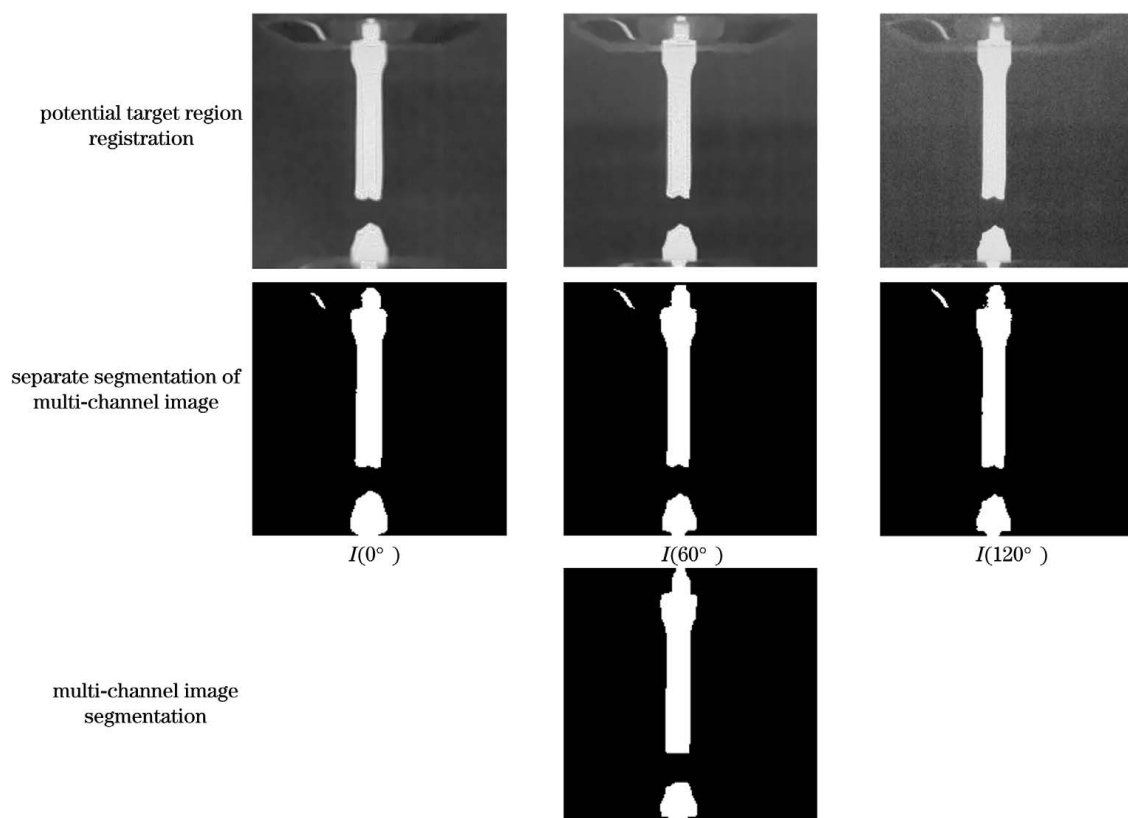 potential target region
registration
separate segmentation of
multi-channel image
I(0° )
I(60° )
I(120° )
multi-channel image
segmentation